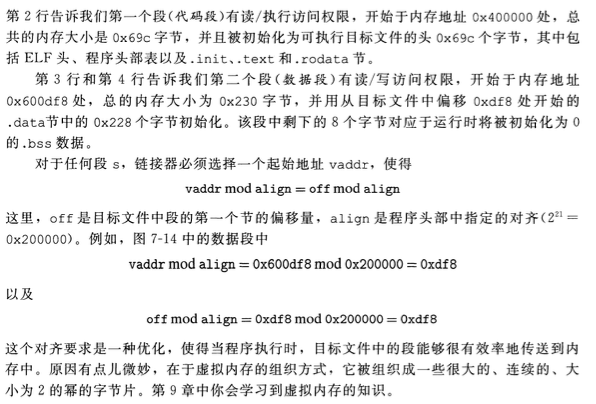 第 2 行告诉我们第一个段(代码段)有读/执行访问权限，开始于内存地址 0x400000 处，总
共的内存大小是 0x69c 字节，并且被初始化为可执行目标文件的头 0x69c 个字节，其中包
括 ELF 头、程序头部表以及.init、.text 和.rodata 节。
第 3 行和第 4 行告诉我们第二个段(数据段)有读/写访问权限，开始于内存地址
0x600df8 处，总的内存大小为 0x230 字节，并用从目标文件中偏移 0xdf8 处开始的
.data节中的 0x228 个字节初始化。该段中剩下的 8 个字节对应于运行时将被初始化为 0
的.bss 数据。
对于任何段 s，链接器必须选择一个起始地址 vaddr，使得
vaddr mod align = off mod align
这里，off 是目标文件中段的第一个节的偏移量，align 是程序头部中指定的对齐(2²¹ =
0x200000)。例如，图 7-14 中的数据段中
vaddr mod align = 0x600df8 mod 0x200000 = 0xdf8
以及
off mod align = 0xdf8 mod 0x200000 = 0xdf8
这个对齐要求是一种优化，使得当程序执行时，目标文件中的段能够很有效率地传送到内
存中。原因有点儿微妙，在于虚拟内存的组织方式，它被组织成一些很大的、连续的、大
小为 2 的幂的字节片。第 9 章中你会学习到虚拟内存的知识。